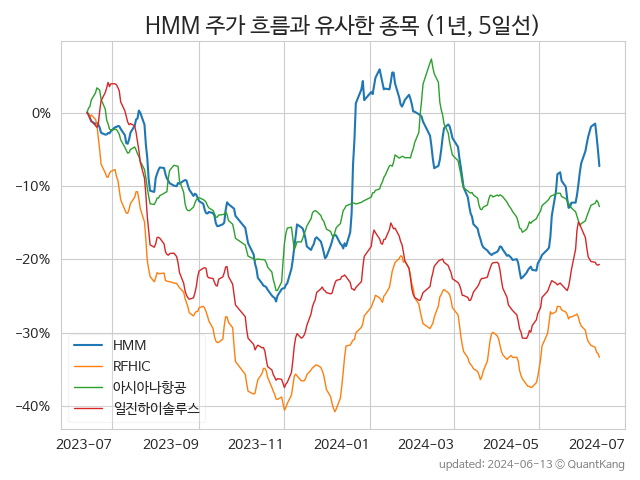 HMM 주가 흐름과 유사한 종목 (1년, 5일선)
0%
−10%
−20%
−30%
−40%
HMM
RFHIC
아시아나항공
일진하이솔루스
2023−07
2023−09
2023−11
2024−01
2024−03
2024−05
2024−07
updated: 2024-06-13 © QuantKang